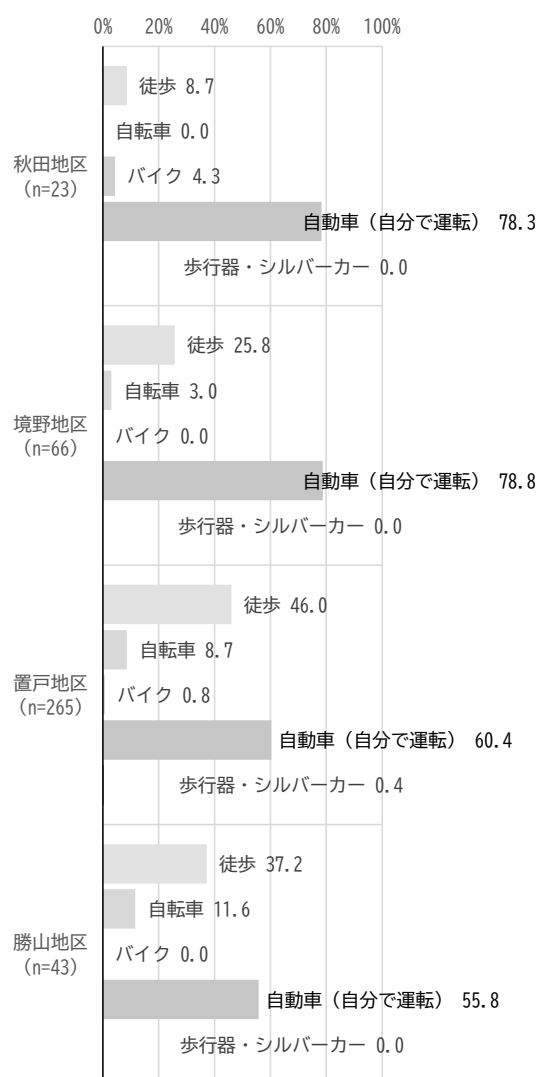 0% 20% 40% 60% 80% 100%
徒歩 8.7
自転車 0.0
秋田地区
(n=23)
バイク 4.3
自動車（自分で運転） 78.3
歩行器・シルバーカー 0.0
徒歩 25.8
自転車 3.0
境野地区
(n=66)
バイク 0.0
自動車（自分で運転） 78.8
歩行器・シルバーカー 0.0
徒歩 46.0
自転車 8.7
置戸地区
(n=265)
バイク 0.8
自動車（自分で運転） 60.4
歩行器・シルバーカー 0.4
徒歩 37.2
自転車 11.6
勝山地区
(n=43)
バイク 0.0
自動車（自分で運転） 55.8
歩行器・シルバーカー 0.0